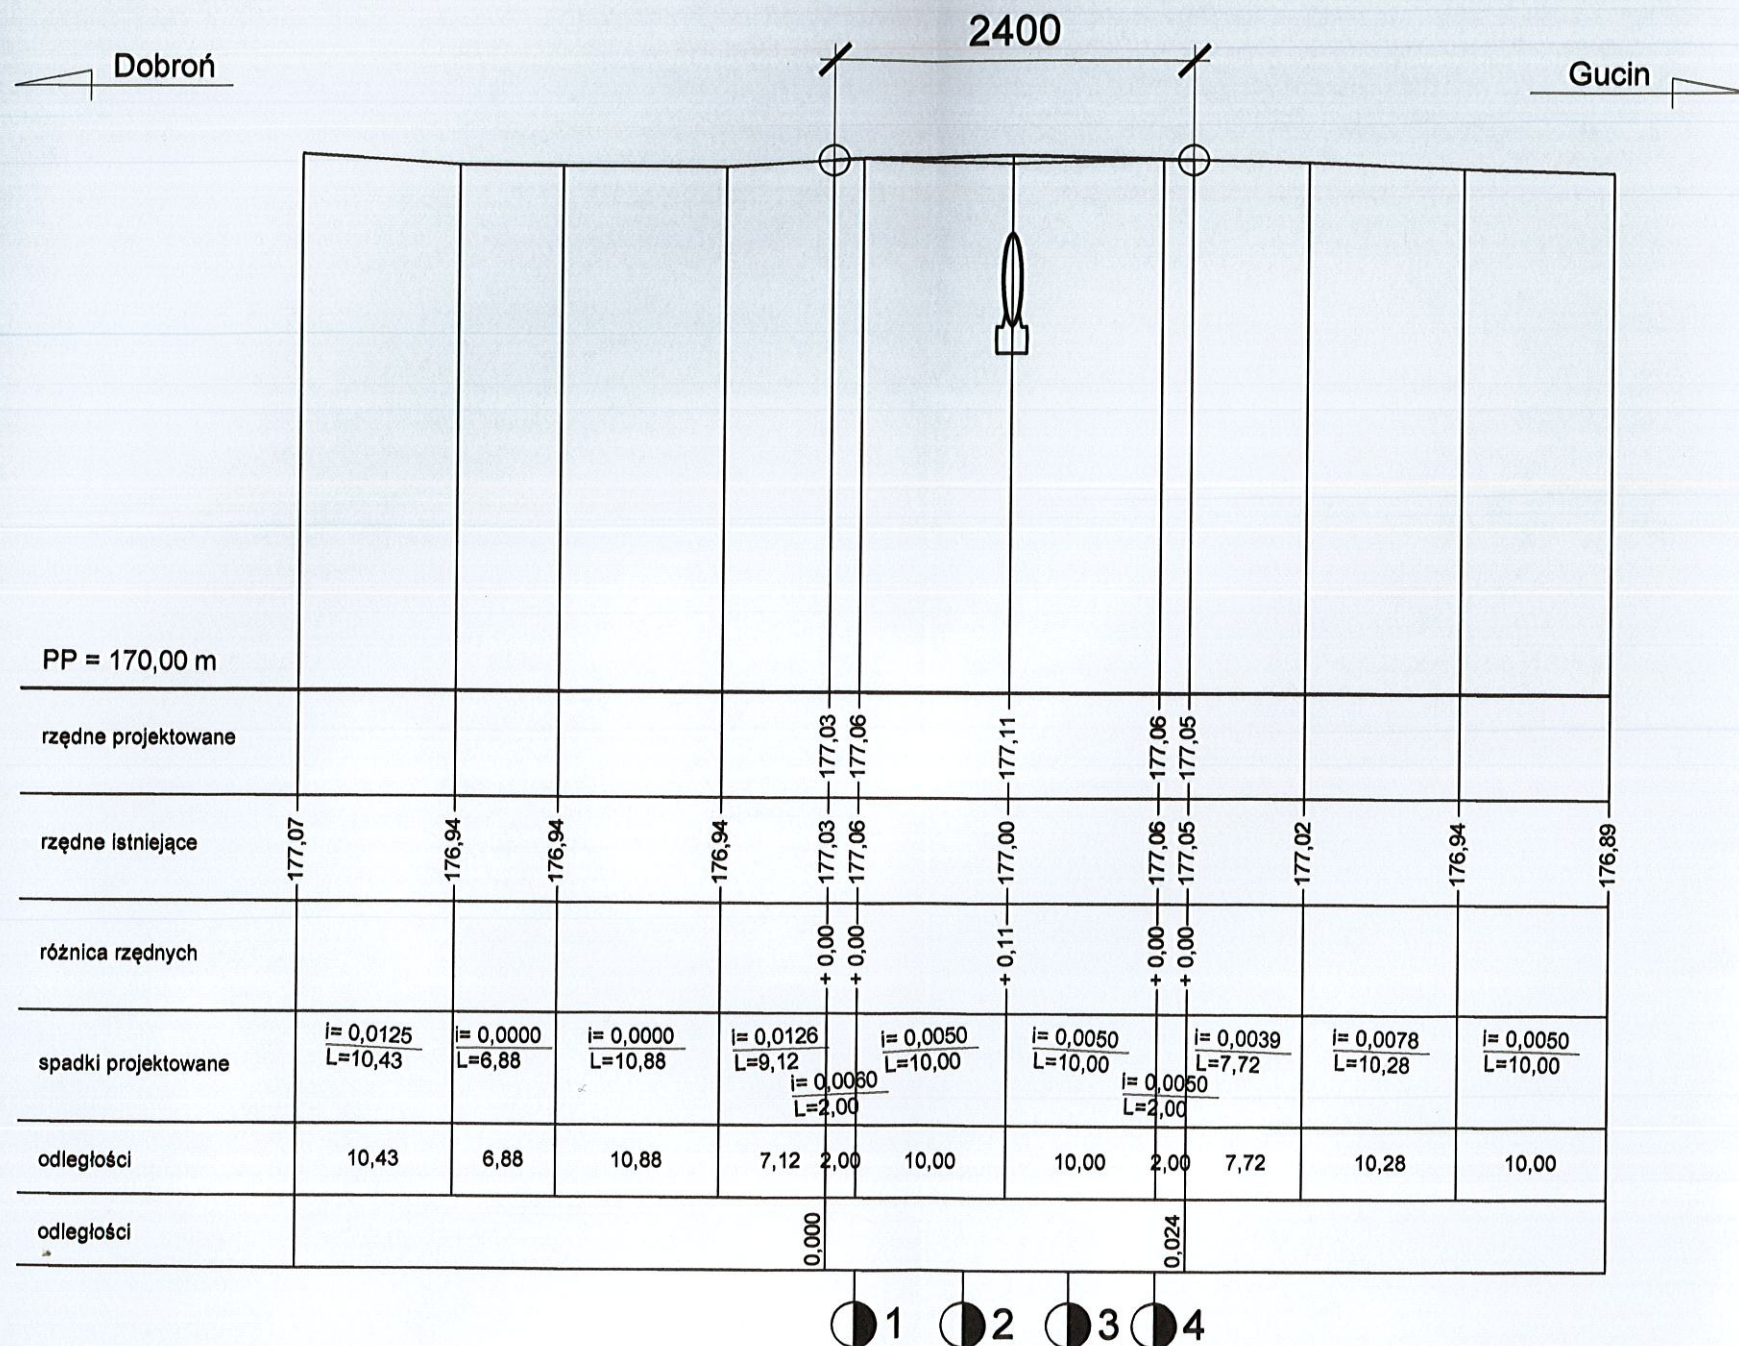 2400
Dobroń
Gucin
PP = 170,00 m
rzędne projektowane
177,03 177,06 177,11 177,06 177,05
rzędne istniejące
177,07 176,94 176,94 176,94 177,03 177,06 177,00 177,06 177,05 177,02 176,94 176,89
różnica rzędnych
+ 0,00 + 0,00 + 0,11 + 0,00 + 0,00
spadki projektowane
i= 0,0125 i= 0,0000 i= 0,0000 i= 0,0126 i= 0,0050 i= 0,0050 i= 0,0039 i= 0,0078 i= 0,0050
L=10,43 L=6,88 L=10,88 L=9,12 L=10,00 L=10,00 L=7,72 L=10,28 L=10,00
i= 0,0050
L=2,00 L=2,00
odległości
10,43 6,88 10,88 7,12 2,00 10,00 10,00 2,00 7,72 10,28 10,00
odległości
0,000 0,024
1 2 3 4